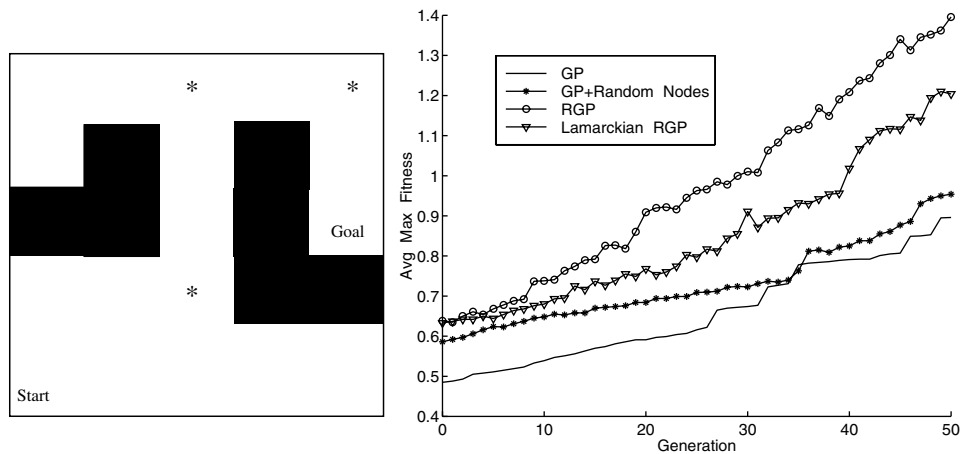 *
*
Goal
*
Start
Avg Max Fitness
1.4
1.3
1.2
1.1
1
0.9
0.8
0.7
0.6
0.5
0.4
GP
GP+Random Nodes
RGP
Lamarckian RGP
0 10 20 30 40 50
Generation